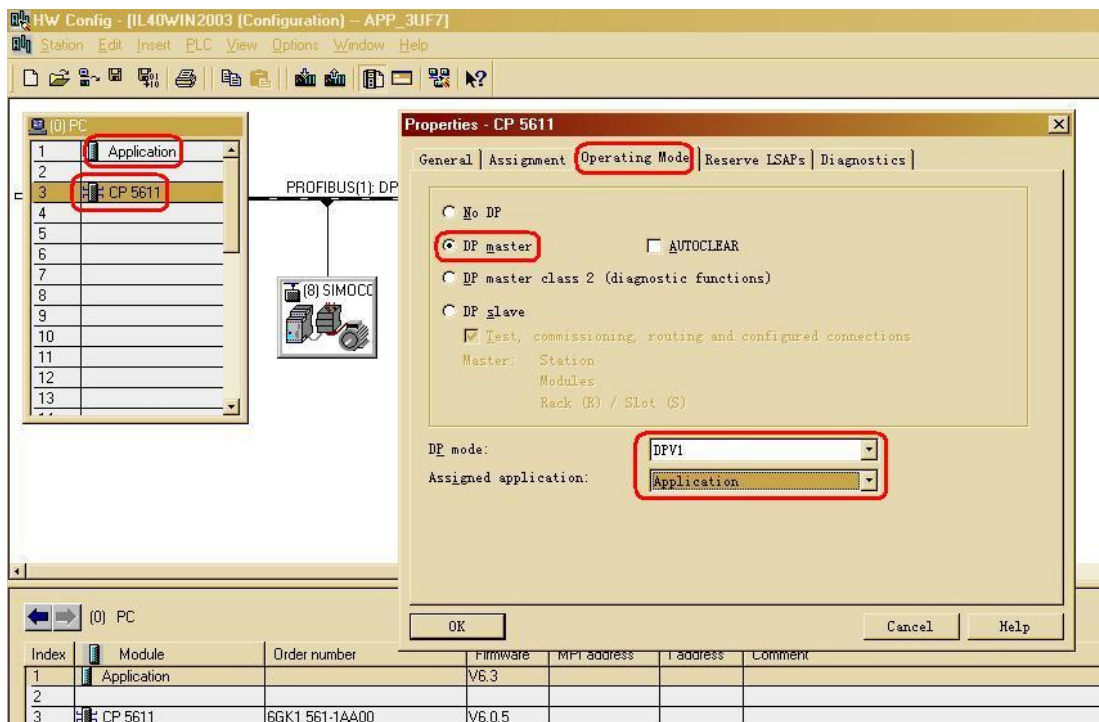 HW Config - [IL40WIN2003 (Configuration) -- APP_3UF7]
Station Edit Insert PLC View Options Window Help
(0) PC
1 Application
2
3 CP 5611
4
5
6
7
8
9
10
11
12
13
PROFIBUS(1): DP
(8) SIMOCO
Properties - CP 5611
General Assignment Operating Mode Reserve LSAPs Diagnostics
No DP
DP master AUTOCLEAR
DP master class 2 (diagnostic functions)
DP slave
Test, commissioning, routing and configured connections
Master: Station
Modules
Rack (R) / Slot (S)
DP mode: DPV1
Assigned application: Application
OK Cancel Help
(0) PC
Index Module Order number Firmware MPI address I address Comment
1 Application V6.3
2
3 CP 5611 6GK1 561-1AA00 V6.0.5